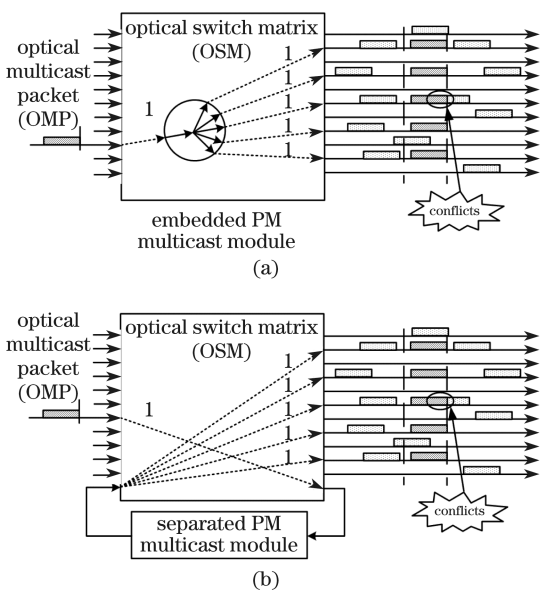 optical switch matrix
(OSM)
optical
multicast
packet
(OMP)
1
1
1
1
1
1
conflicts
embedded PM
multicast module
(a)
optical switch matrix
(OSM)
optical
multicast
packet
(OMP)
1
1
1
1
1
1
conflicts
separated PM
multicast module
(b)